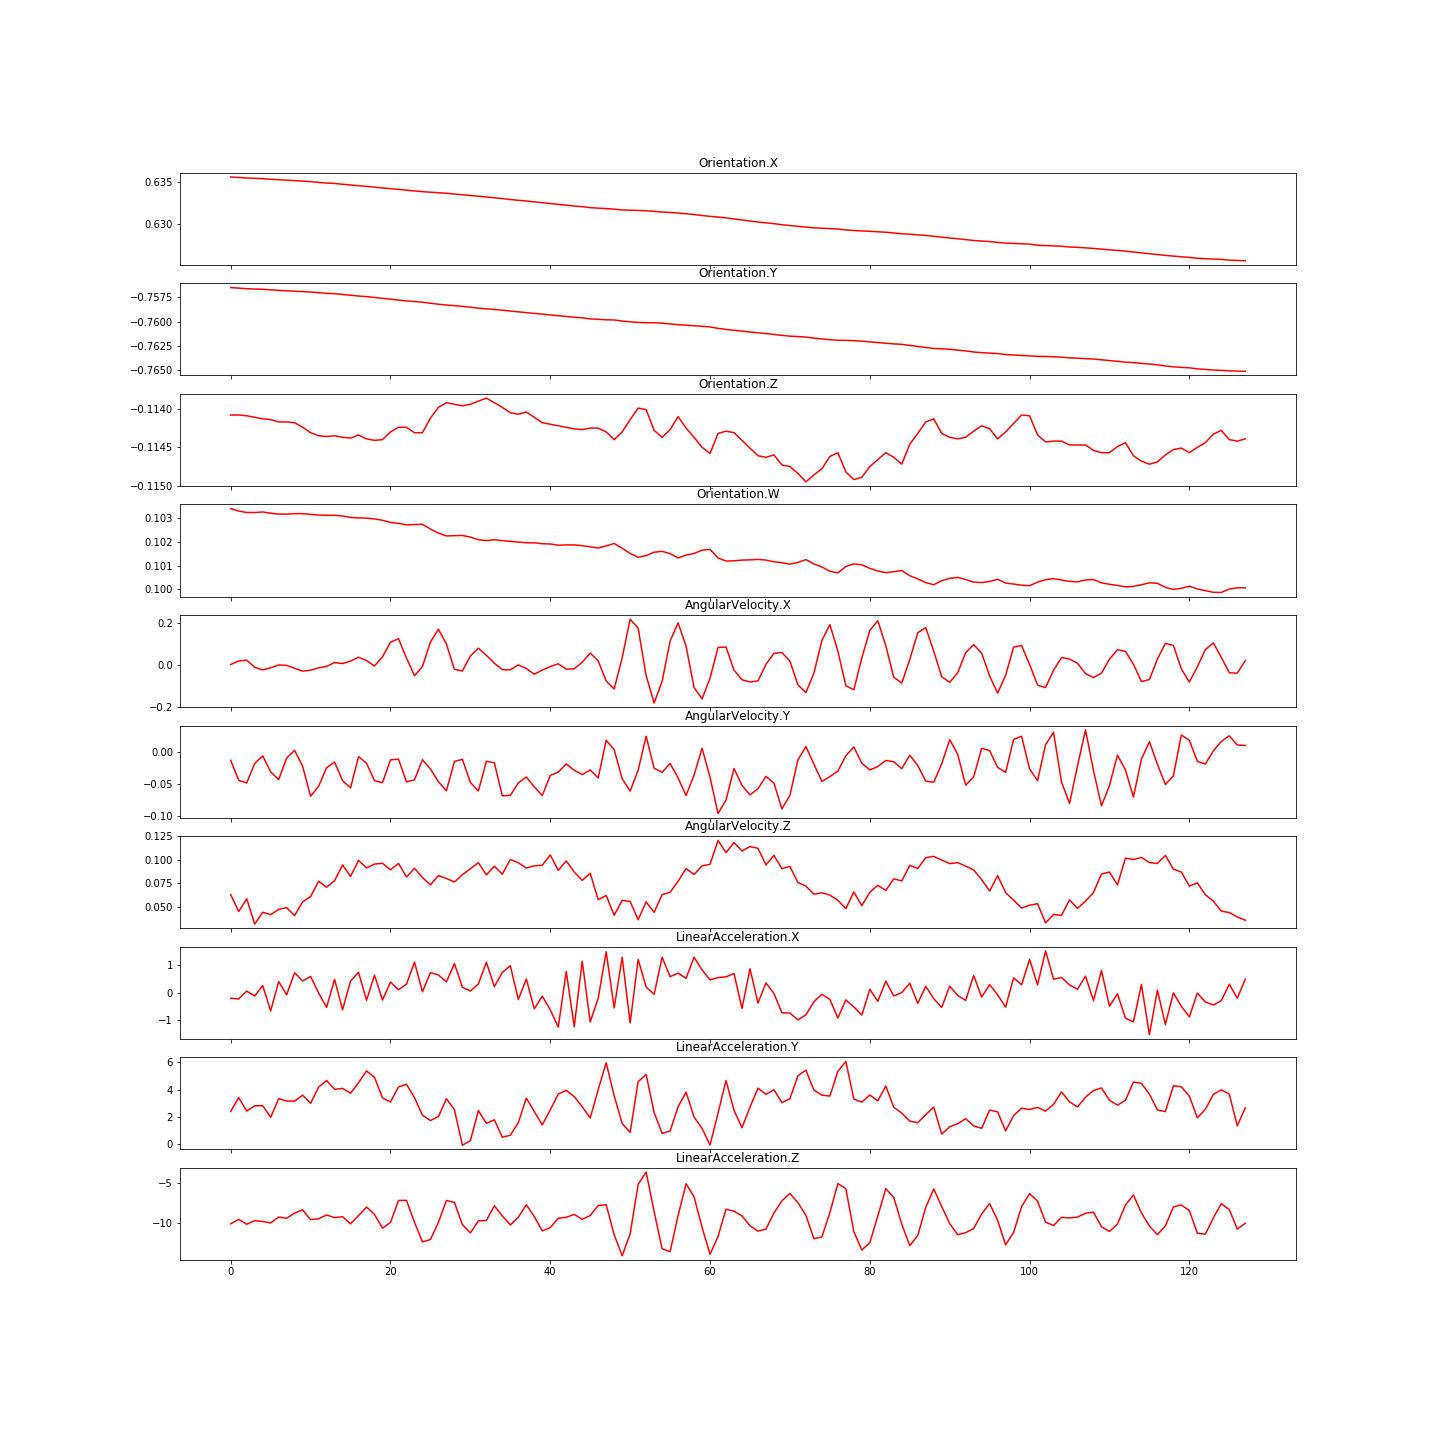 Orientation.X
0.635
0.630
Orientation.Y
−0.7575
−0.7600
−0.7625
−0.7650
Orientation.Z
−0.1140
−0.1145
−0.1150
Orientation.W
0.103
0.102
0.101
0.100
AngularVelocity.X
0.2
0.0
−0.2
AngularVelocity.Y
0.00
−0.05
−0.10
AngularVelocity.Z
0.125
0.100
0.075
0.050
LinearAcceleration.X
1
0
−1
LinearAcceleration.Y
6
4
2
0
LinearAcceleration.Z
−5
−10
0 20 40 60 80 100 120